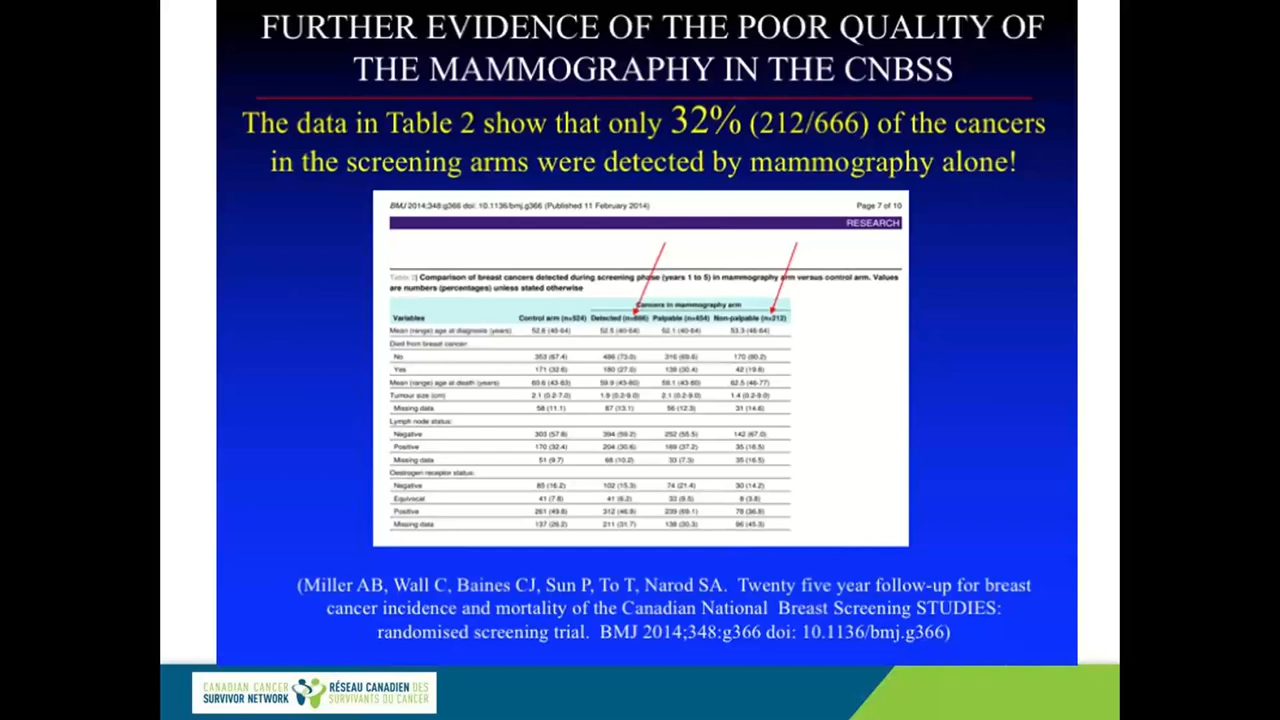 FURTHER EVIDENCE OF THE POOR QUALITY OF
THE MAMMOGRAPHY IN THE CNBSS
The data in Table 2 show that only 32% (212/666) of the cancers
in the screening arms were detected by mammography alone!
BMJ 2014;348:g366 doi: 10.1136/bmj.g366 (Published 11 February 2014) Page 7 of 10
RESEARCH
Table 2| Comparison of breast cancers detected during screening phase (years 1 to 5) in mammography arm versus control arm. Values
are numbers (percentages) unless stated otherwise
Cancers in mammography arm
Variables Control arm (n=524) Detected (n=666) Palpable (n=454) Non-palpable (n=212)
Mean (range) age at diagnosis (years) 52.8 (40-64) 52.5 (40-64) 52.1 (40-64) 53.3 (46-64)
Died from breast cancer:
No 353 (67.4) 486 (73.0) 316 (69.6) 170 (80.2)
Yes 171 (32.6) 180 (27.0) 138 (30.4) 42 (19.8)
Mean (range) age at death (years) 60.6 (43-83) 59.9 (43-80) 59.1 (43-80) 62.5 (46-77)
Tumour size (cm) 2.1 (0.2-7.0) 1.9 (0.2-9.0) 2.1 (0.2-9.0) 1.4 (0.2-9.0)
Missing data 58 (11.1) 87 (13.1) 56 (12.3) 31 (14.6)
Lymph node status:
Negative 303 (57.8) 394 (59.2) 252 (55.5) 142 (67.0)
Positive 170 (32.4) 204 (30.6) 169 (37.2) 35 (16.5)
Missing data 51 (9.7) 68 (10.2) 33 (7.3) 35 (16.5)
Oestrogen receptor status:
Negative 85 (16.2) 102 (15.3) 30 (14.2)
Equivocal 41 (7.8) 41 (6.2) 8 (3.8)
Positive 261 (49.8) 312 (46.8) 78 (36.8)
Missing data 137 (26.2) 211 (31.7) 96 (45.3)
(Miller AB, Wall C, Baines CJ, Sun P, To T, Narod SA. Twenty five year follow-up for breast
cancer incidence and mortality of the Canadian National Breast Screening STUDIES:
randomised screening trial. BMJ 2014;348:g366 doi: 10.1136/bmj.g366)
CANADIAN CANCER
SURVIVOR NETWORK
RÉSEAU CANADIEN DES
SURVIVANTS DU CANCER